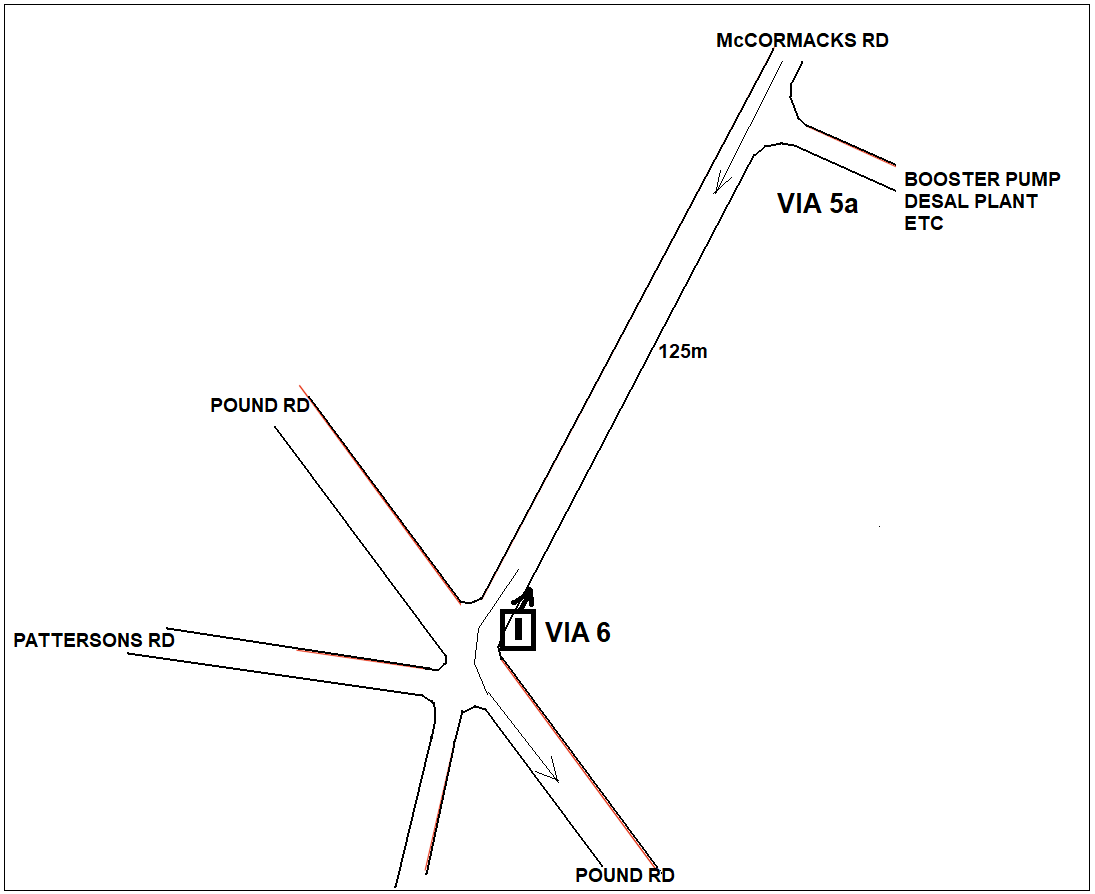 McCORMACKS RD
BOOSTER PUMP
DESAL PLANT
ETC
VIA 5a
125m
POUND RD
VIA 6
PATTERSONS RD
POUND RD